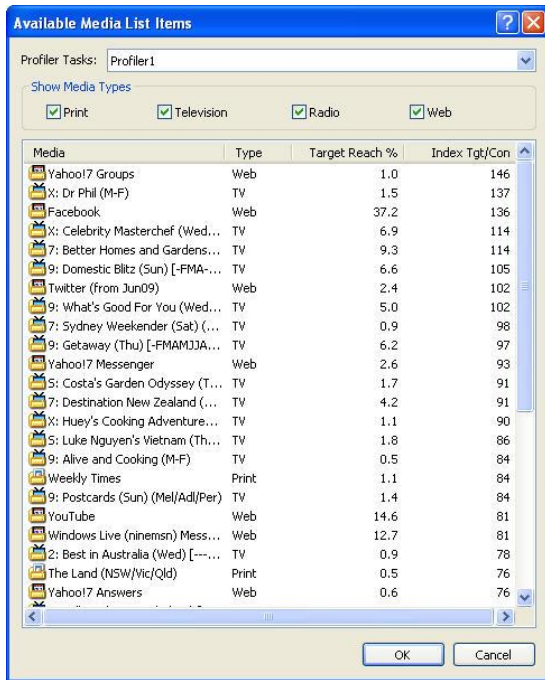 Available Media List Items
Profiler Tasks: Profiler1
Show Media Types
Print Television Radio Web
Media Type Target Reach % Index Tgt/Con
Yahoo!7 Groups Web 1.0 146
X: Dr Phil (M-F) TV 1.5 137
Facebook Web 37.2 136
X: Celebrity Masterchef (Wed... TV 6.9 114
7: Better Homes and Gardens... TV 9.3 114
9: Domestic Blitz (Sun) [-FMA-... TV 6.6 105
Twitter (from Jun09) Web 2.4 102
9: What's Good For You (Wed... TV 5.0 102
7: Sydney Weekender (Sat) (... TV 0.9 98
9: Getaway (Thu) [-FMAMJJA... TV 6.2 97
Yahoo!7 Messenger Web 2.6 93
S: Costa's Garden Odyssey (T... TV 1.7 91
7: Destination New Zealand (... TV 4.2 91
X: Huey's Cooking Adventure... TV 1.1 90
S: Luke Nguyen's Vietnam (Th... TV 1.8 86
9: Alive and Cooking (M-F) TV 0.5 84
Weekly Times Print 1.1 84
9: Postcards (Sun) (Mel/Adl/Per) TV 1.4 84
YouTube Web 14.6 81
Windows Live (ninemsn) Mess... Web 12.7 81
2: Best in Australia (Wed) [---... TV 0.9 78
The Land (NSW/Vic/Qld) Print 0.5 76
Yahoo!7 Answers Web 0.6 76
OK Cancel